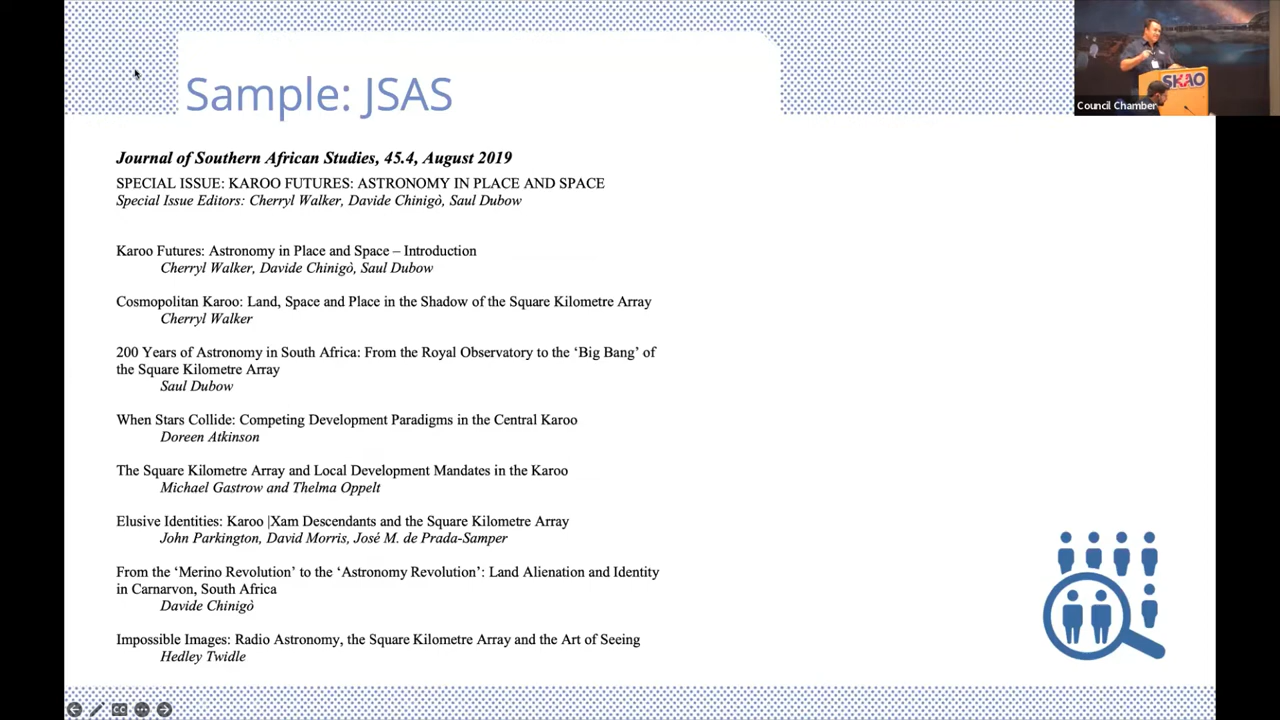 Sample: JSAS
SKAO
Council Chamber
Journal of Southern African Studies, 45.4, August 2019
SPECIAL ISSUE: KAROO FUTURES: ASTRONOMY IN PLACE AND SPACE
Special Issue Editors: Cherryl Walker, Davide Chinigò, Saul Dubow
Karoo Futures: Astronomy in Place and Space – Introduction
Cherryl Walker, Davide Chinigò, Saul Dubow
Cosmopolitan Karoo: Land, Space and Place in the Shadow of the Square Kilometre Array
Cherryl Walker
200 Years of Astronomy in South Africa: From the Royal Observatory to the ‘Big Bang’ of
the Square Kilometre Array
Saul Dubow
When Stars Collide: Competing Development Paradigms in the Central Karoo
Doreen Atkinson
The Square Kilometre Array and Local Development Mandates in the Karoo
Michael Gastrow and Thelma Oppelt
Elusive Identities: Karoo |Xam Descendants and the Square Kilometre Array
John Parkington, David Morris, José M. de Prada-Samper
From the ‘Merino Revolution’ to the ‘Astronomy Revolution’: Land Alienation and Identity
in Carnarvon, South Africa
Davide Chinigò
Impossible Images: Radio Astronomy, the Square Kilometre Array and the Art of Seeing
Hedley Twidle
CC